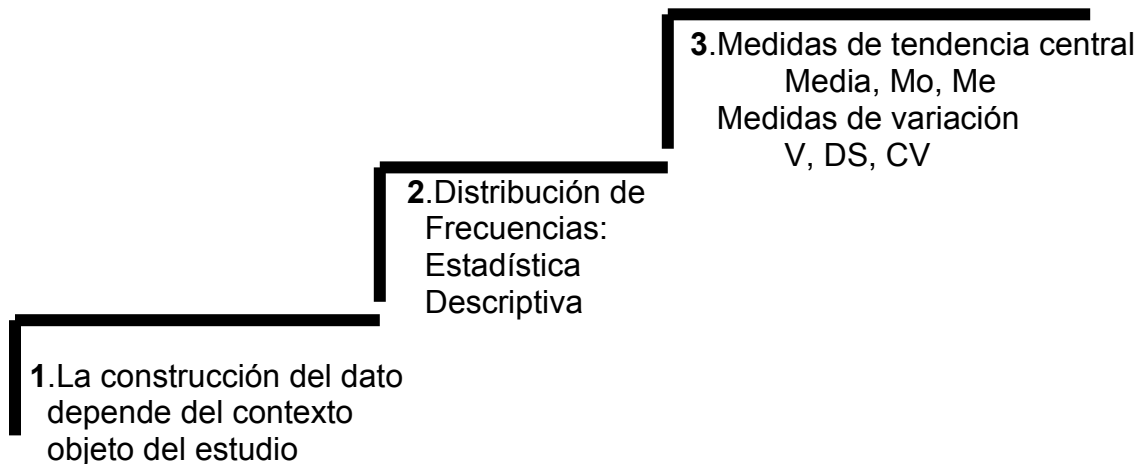 3.Medidas de tendencia central
Media, Mo, Me
Medidas de variación
V, DS, CV
2.Distribución de
Frecuencias:
Estadística
Descriptiva
1.La construcción del dato
depende del contexto
objeto del estudio